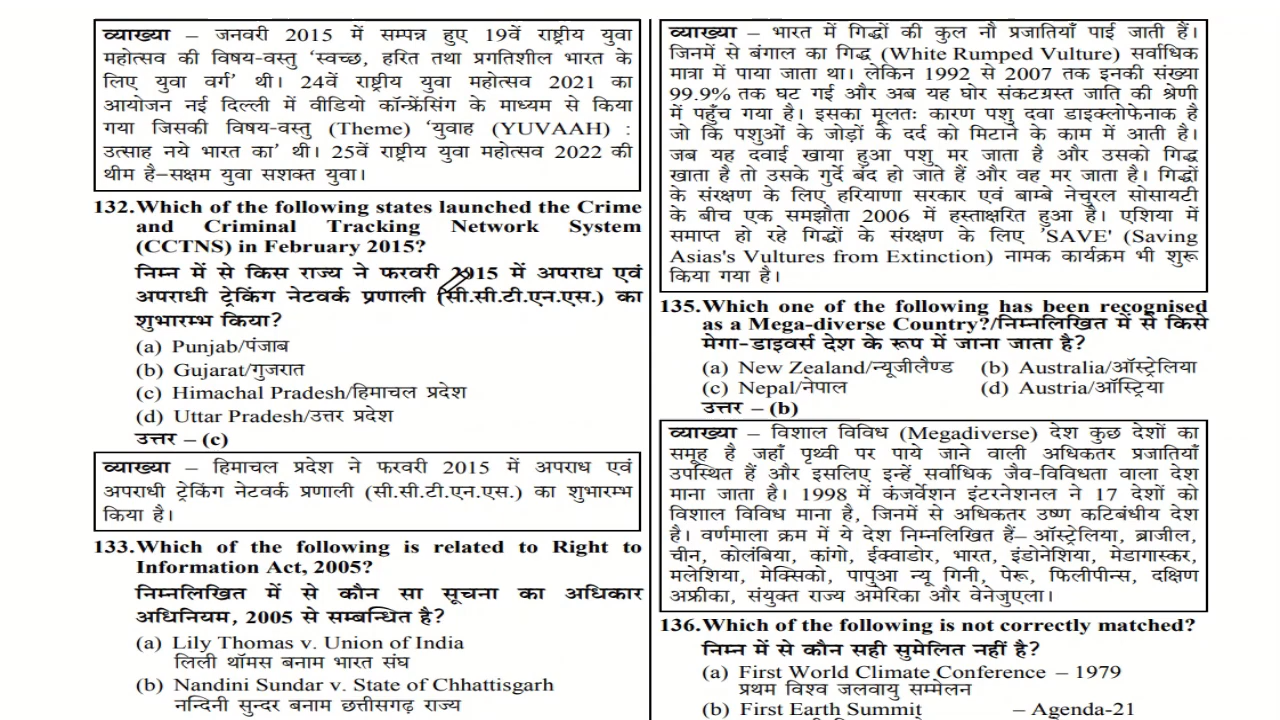 व्याख्या – जनवरी 2015 में सम्पन्न हुए 19वें राष्ट्रीय युवा
महोत्सव की विषय-वस्तु ‘स्वच्छ, हरित तथा प्रगतिशील भारत के
लिए युवा वर्ग’ थी। 24वें राष्ट्रीय युवा महोत्सव 2021 का
आयोजन नई दिल्ली में वीडियो कॉन्फ्रेंसिंग के माध्यम से किया
गया जिसकी विषय-वस्तु (Theme) ‘युवाह (YUVAAH) :
उत्साह नये भारत का’ थी। 25वें राष्ट्रीय युवा महोत्सव 2022 की
थीम है–सक्षम युवा सशक्त युवा।
132.Which of the following states launched the Crime
and Criminal Tracking Network System
(CCTNS) in February 2015?
निम्न में से किस राज्य ने फरवरी 2015 में अपराध एवं
अपराधी ट्रेकिंग नेटवर्क प्रणाली (सी.सी.टी.एन.एस.) का
शुभारम्भ किया?
(a) Punjab/पंजाब
(b) Gujarat/गुजरात
(c) Himachal Pradesh/हिमाचल प्रदेश
(d) Uttar Pradesh/उत्तर प्रदेश
उत्तर – (c)
व्याख्या – हिमाचल प्रदेश ने फरवरी 2015 में अपराध एवं
अपराधी ट्रेकिंग नेटवर्क प्रणाली (सी.सी.टी.एन.एस.) का शुभारम्भ
किया है।
133.Which of the following is related to Right to
Information Act, 2005?
निम्नलिखित में से कौन सा सूचना का अधिकार
अधिनियम, 2005 से सम्बन्धित है?
(a) Lily Thomas v. Union of India
लिली थॉमस बनाम भारत संघ
(b) Nandini Sundar v. State of Chhattisgarh
नन्दिनी सुन्दर बनाम छत्तीसगढ़ राज्य
व्याख्या – भारत में गिद्धों की कुल नौ प्रजातियाँ पाई जाती हैं।
जिनमें से बंगाल का गिद्ध (White Rumped Vulture) सर्वाधिक
मात्रा में पाया जाता था। लेकिन 1992 से 2007 तक इनकी संख्या
99.9% तक घट गई और अब यह घोर संकटग्रस्त जाति की श्रेणी
में पहुँच गया है। इसका मूलतः कारण पशु दवा डाइक्लोफेनाक है
जो कि पशुओं के जोड़ों के दर्द को मिटाने के काम में आती है।
जब यह दवाई खाया हुआ पशु मर जाता है और उसको गिद्ध
खाता है तो उसके गुर्दे बंद हो जाते हैं और वह मर जाता है। गिद्धों
के संरक्षण के लिए हरियाणा सरकार एवं बाम्बे नेचुरल सोसायटी
के बीच एक समझौता 2006 में हस्ताक्षरित हुआ है। एशिया में
समाप्त हो रहे गिद्धों के संरक्षण के लिए 'SAVE' (Saving
Asias's Vultures from Extinction) नामक कार्यक्रम भी शुरू
किया गया है।
135.Which one of the following has been recognised
as a Mega-diverse Country?/निम्नलिखित में से किसे
मेगा-डाइवर्स देश के रूप में जाना जाता है?
(a) New Zealand/न्यूजीलैण्ड (b) Australia/ऑस्ट्रेलिया
(c) Nepal/नेपाल (d) Austria/ऑस्ट्रिया
उत्तर – (b)
व्याख्या – विशाल विविध (Megadiverse) देश कुछ देशों का
समूह है जहाँ पृथ्वी पर पाये जाने वाली अधिकतर प्रजातियाँ
उपस्थित हैं और इसलिए इन्हें सर्वाधिक जैव-विविधता वाला देश
माना जाता है। 1998 में कंजर्वेशन इंटरनेशनल ने 17 देशों को
विशाल विविध माना है, जिनमें से अधिकतर उष्ण कटिबंधीय देश
है। वर्णमाला क्रम में ये देश निम्नलिखित हैं– ऑस्ट्रेलिया, ब्राजील,
चीन, कोलंबिया, कांगो, ईक्वाडोर, भारत, इंडोनेशिया, मेडागास्कर,
मलेशिया, मेक्सिको, पापुआ न्यू गिनी, पेरू, फिलीपीन्स, दक्षिण
अफ्रीका, संयुक्त राज्य अमेरिका और वेनेजुएला।
136.Which of the following is not correctly matched?
निम्न में से कौन सही सुमेलित नहीं है?
(a) First World Climate Conference – 1979
प्रथम विश्व जलवायु सम्मेलन
(b) First Earth Summit – Agenda-21